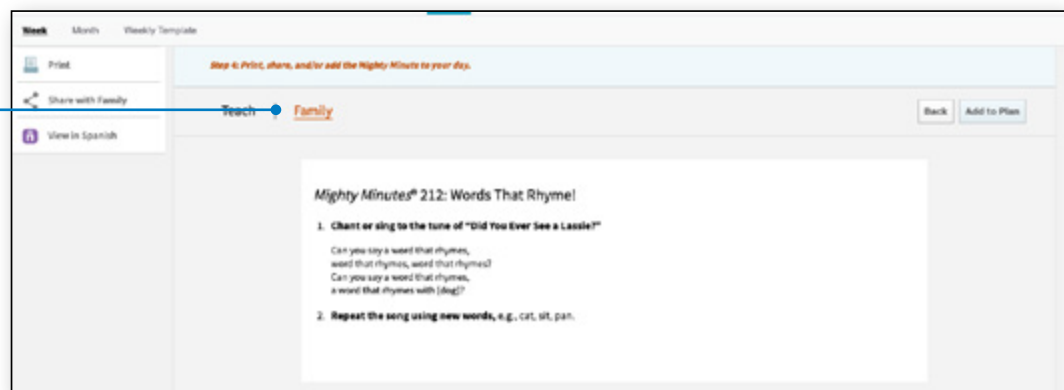 Week Month Weekly Template
Print
Share with Family
View in Spanish
Step 4: Print, share, and/or add the Mighty Minute to your day.
Teach Family
Back Add to Plan
Mighty Minutes® 212: Words That Rhyme!
1. Chant or sing to the tune of "Did You Ever See a Lassie?"
Can you say a word that rhymes,
word that rhymes, word that rhymes?
Can you say a word that rhymes,
a word that rhymes with [dog]?
2. Repeat the song using new words, e.g., cat, sit, pan.